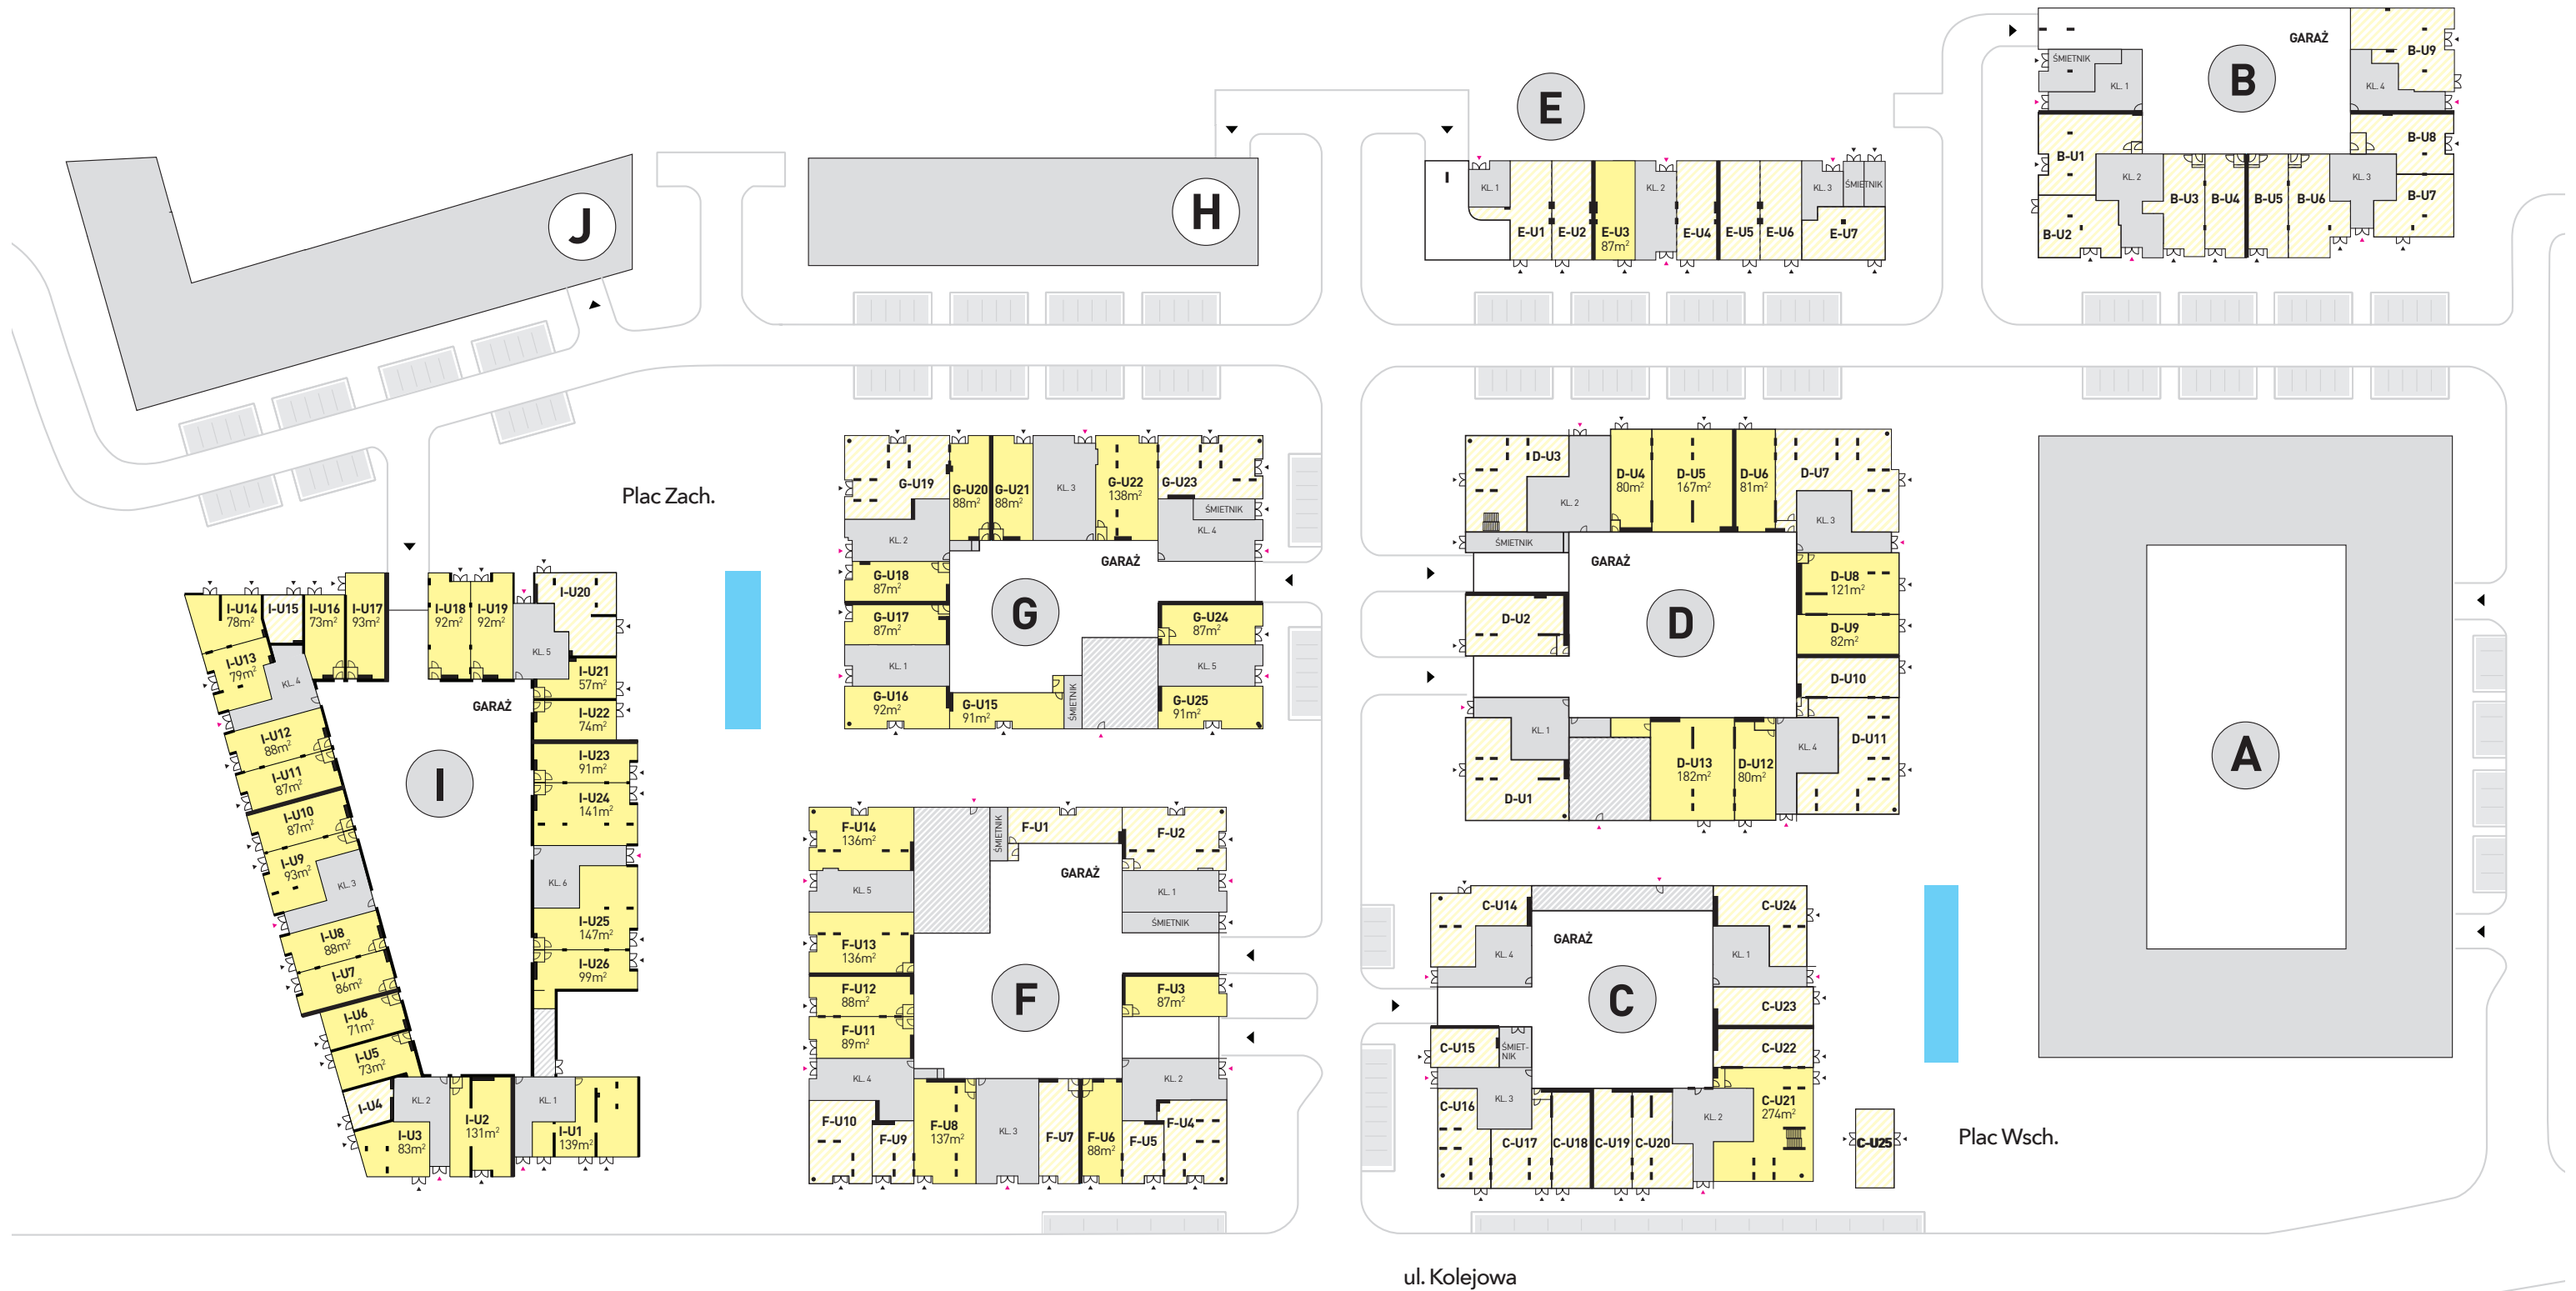 GARAŻ
B-U9
ŚMIETNIK
KL. 1
KL. 4
B
E
B-U1
B-U8
KL. 2
KL. 3
B-U2
B-U3
B-U4
B-U5
B-U6
B-U7
KL. 1
KL. 2
KL. 3
ŚMIETNIK
E-U1
E-U2
E-U3
87m²
E-U4
E-U5
E-U6
E-U7
J
H
Plac Zach.
G-U19
G-U20
88m²
G-U21
88m²
KL. 3
G-U22
138m²
G-U23
ŚMIETNIK
KL. 2
KL. 4
GARAŻ
G-U18
87m²
G-U17
87m²
G
G-U24
87m²
KL. 1
KL. 5
G-U16
92m²
G-U15
91m²
ŚMIETNIK
G-U25
91m²
D-U3
D-U4
80m²
D-U5
167m²
D-U6
81m²
D-U7
KL. 2
KL. 3
ŚMIETNIK
GARAŻ
D-U8
121m²
D-U2
D
D-U9
82m²
D-U10
KL. 1
D-U13
182m²
D-U12
80m²
KL. 4
D-U11
D-U1
A
I-U14
78m²
I-U15
I-U16
73m²
I-U17
93m²
I-U18
92m²
I-U19
92m²
I-U20
I-U13
79m²
KL. 4
KL. 5
I-U21
57m²
GARAŻ
I-U22
74m²
I-U12
88m²
I-U11
87m²
I
I-U23
91m²
I-U10
87m²
I-U24
141m²
I-U9
93m²
KL. 3
KL. 6
I-U8
88m²
I-U25
147m²
I-U7
86m²
I-U26
99m²
I-U6
71m²
I-U5
73m²
I-U4
KL. 2
KL. 1
I-U3
83m²
I-U2
131m²
I-U1
139m²
F-U14
136m²
ŚMIETNIK
F-U1
F-U2
GARAŻ
KL. 5
KL. 1
ŚMIETNIK
F-U13
136m²
F-U12
88m²
F
F-U3
87m²
F-U11
89m²
KL. 4
KL. 2
F-U10
F-U9
F-U8
137m²
KL. 3
F-U7
F-U6
88m²
F-U5
F-U4
C-U14
C-U24
GARAŻ
KL. 4
KL. 1
C
C-U23
C-U15
ŚMIET-
NIK
C-U22
C-U16
KL. 3
KL. 2
C-U21
274m²
C-U17
C-U18
C-U19
C-U20
C-U25
Plac Wsch.
ul. Kolejowa